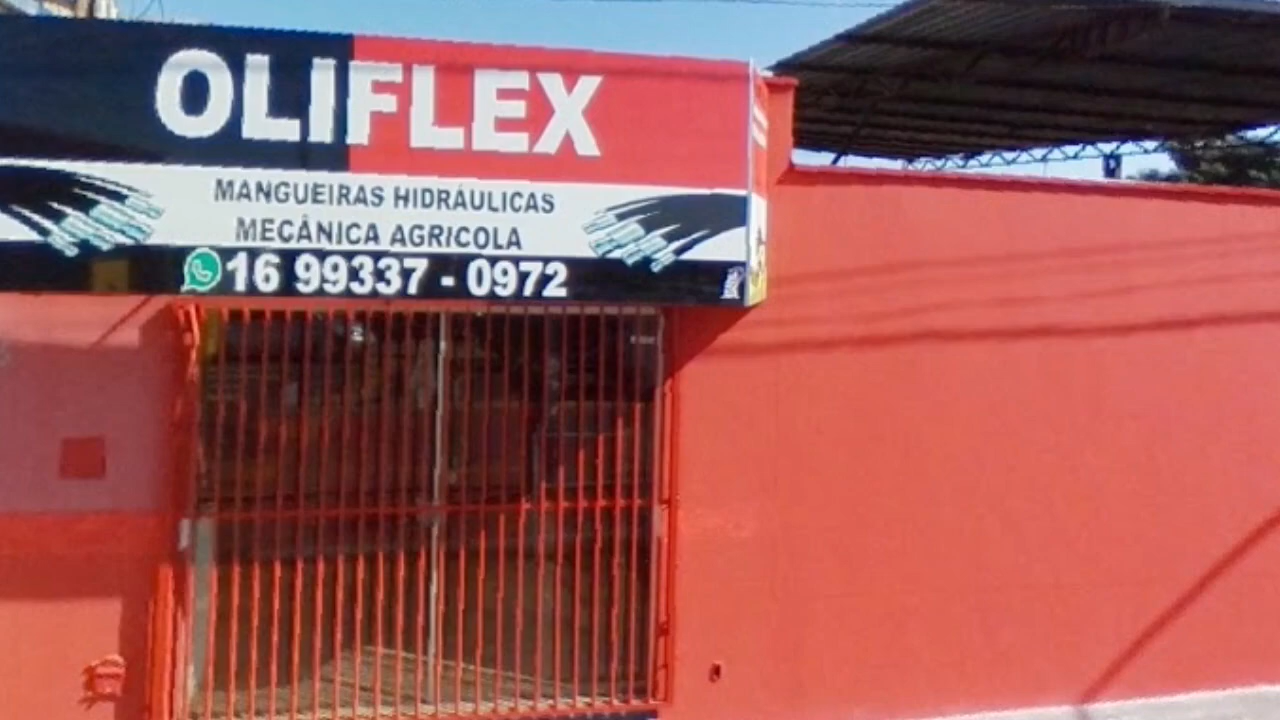 OLIFLEX
MANGUEIRAS HIDRÁULICAS
MECÂNICA AGRICOLA
16 99337 - 0972